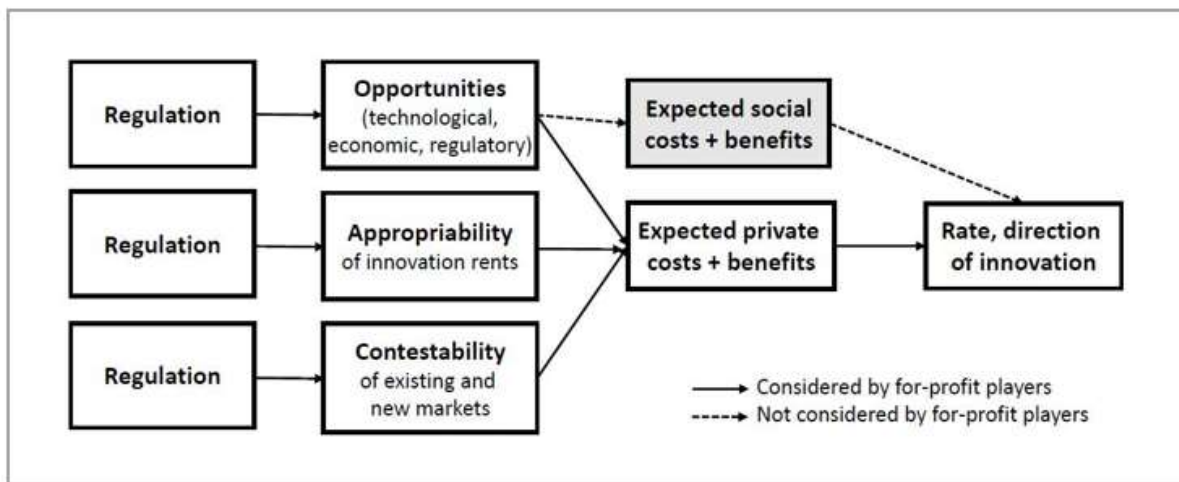 Regulation
Opportunities
(technological,
economic, regulatory)
Expected social
costs + benefits
Regulation
Appropriability
of innovation rents
Expected private
costs + benefits
Rate, direction
of innovation
Regulation
Contestability
of existing and
new markets
Considered by for-profit players
Not considered by for-profit players